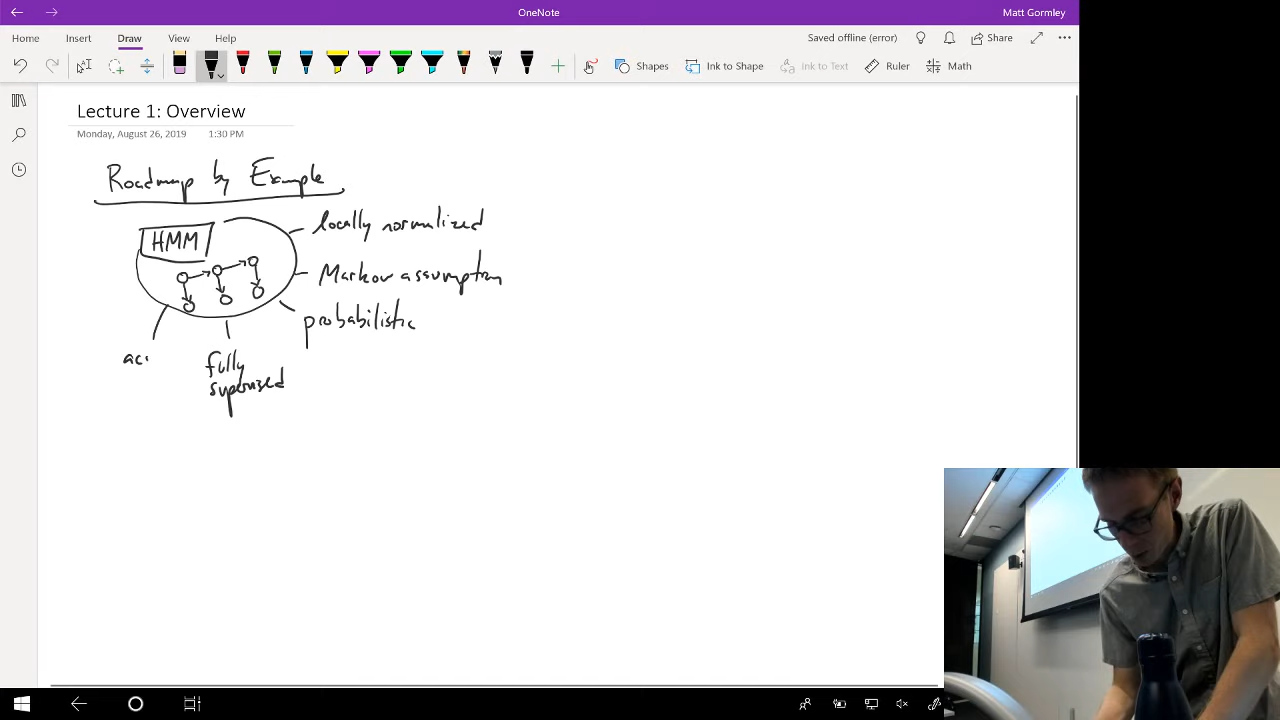 OneNote
Matt Gormley
Home Insert Draw View Help
Saved offline (error)
Share
Shapes
Ink to Shape
Ink to Text
Ruler
Math
Lecture 1: Overview
Monday, August 26, 2019 1:30 PM
Roadmap by Example
HMM
locally normalized
Markov assumption
probabilistic
fully
supervised